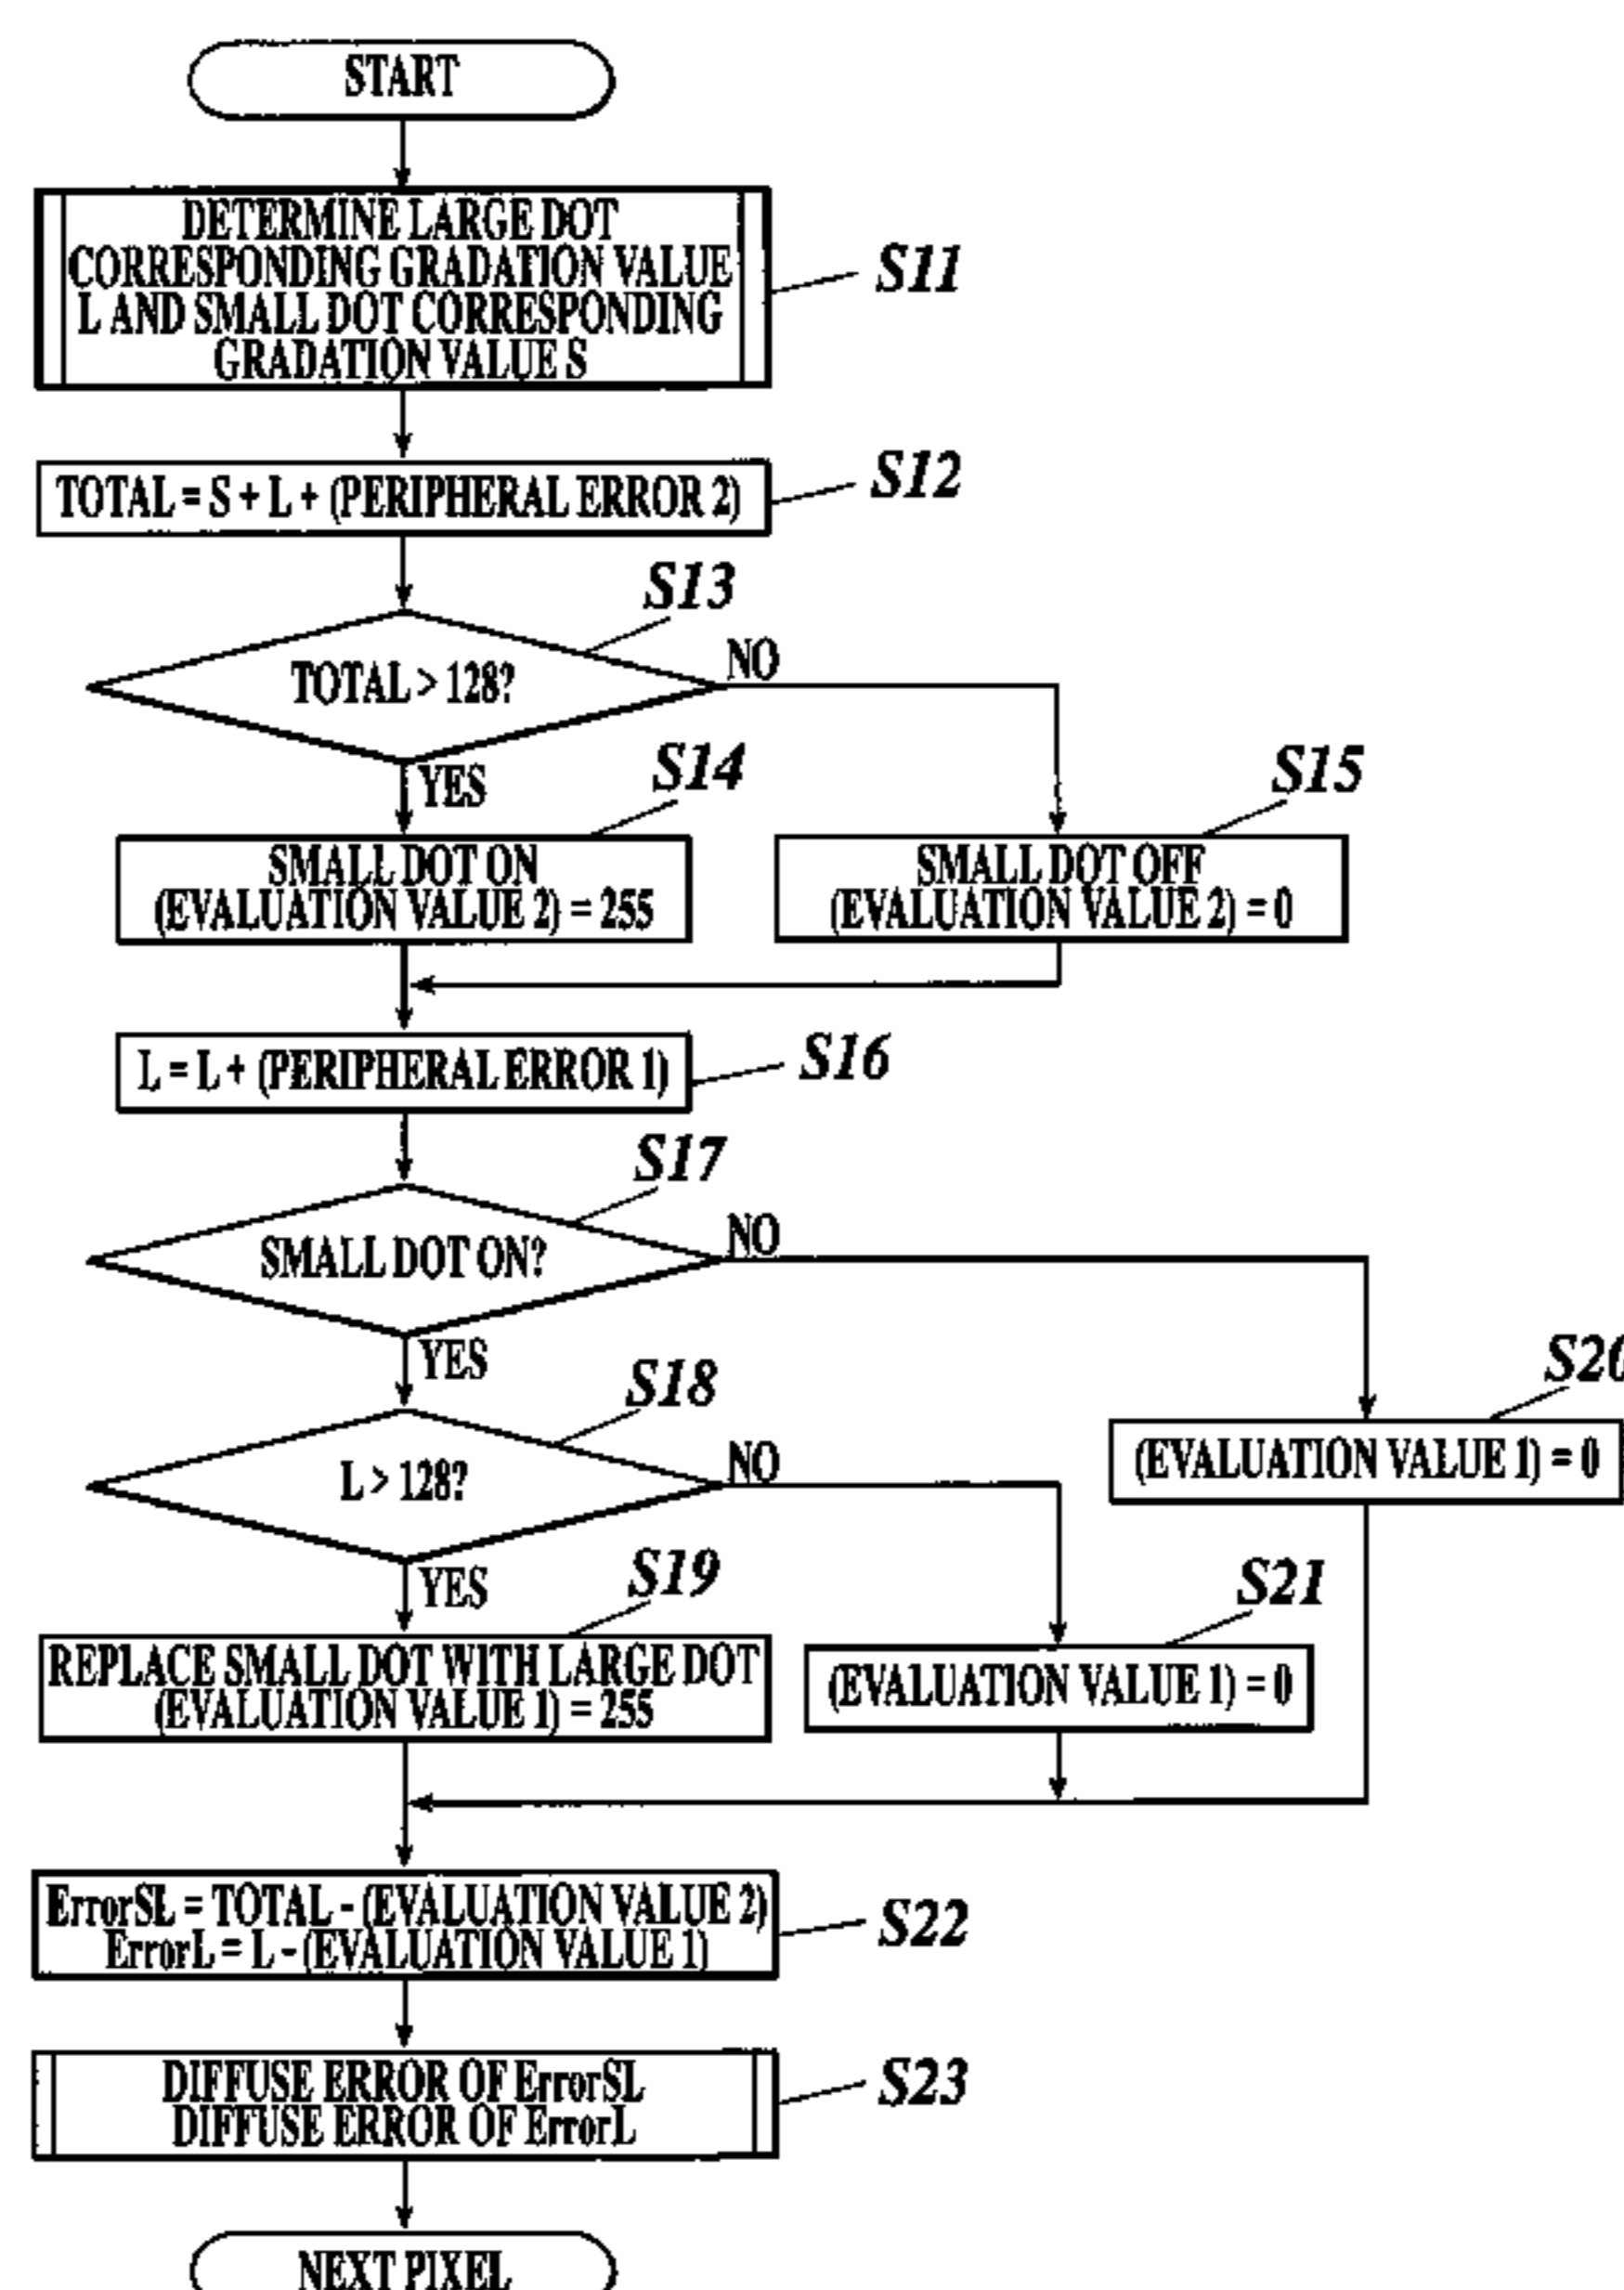 START
DETERMINE LARGE DOT
CORRESPONDING GRADATION VALUE
L AND SMALL DOT CORRESPONDING
GRADATION VALUE S
S11
TOTAL = S + L + (PERIPHERAL ERROR 2)
S12
S13
TOTAL > 128?
NO
YES
S14
SMALL DOT ON
(EVALUATION VALUE 2) = 255
S15
SMALL DOT OFF
(EVALUATION VALUE 2) = 0
L = L + (PERIPHERAL ERROR 1)
S16
S17
SMALL DOT ON?
NO
YES
S18
L > 128?
NO
YES
S20
(EVALUATION VALUE 1) = 0
S19
REPLACE SMALL DOT WITH LARGE DOT
(EVALUATION VALUE 1) = 255
S21
(EVALUATION VALUE 1) = 0
ErrorSL = TOTAL - (EVALUATION VALUE 2)
ErrorL = L - (EVALUATION VALUE 1)
S22
DIFFUSE ERROR OF ErrorSL
DIFFUSE ERROR OF ErrorL
S23
NEXT PIXEL